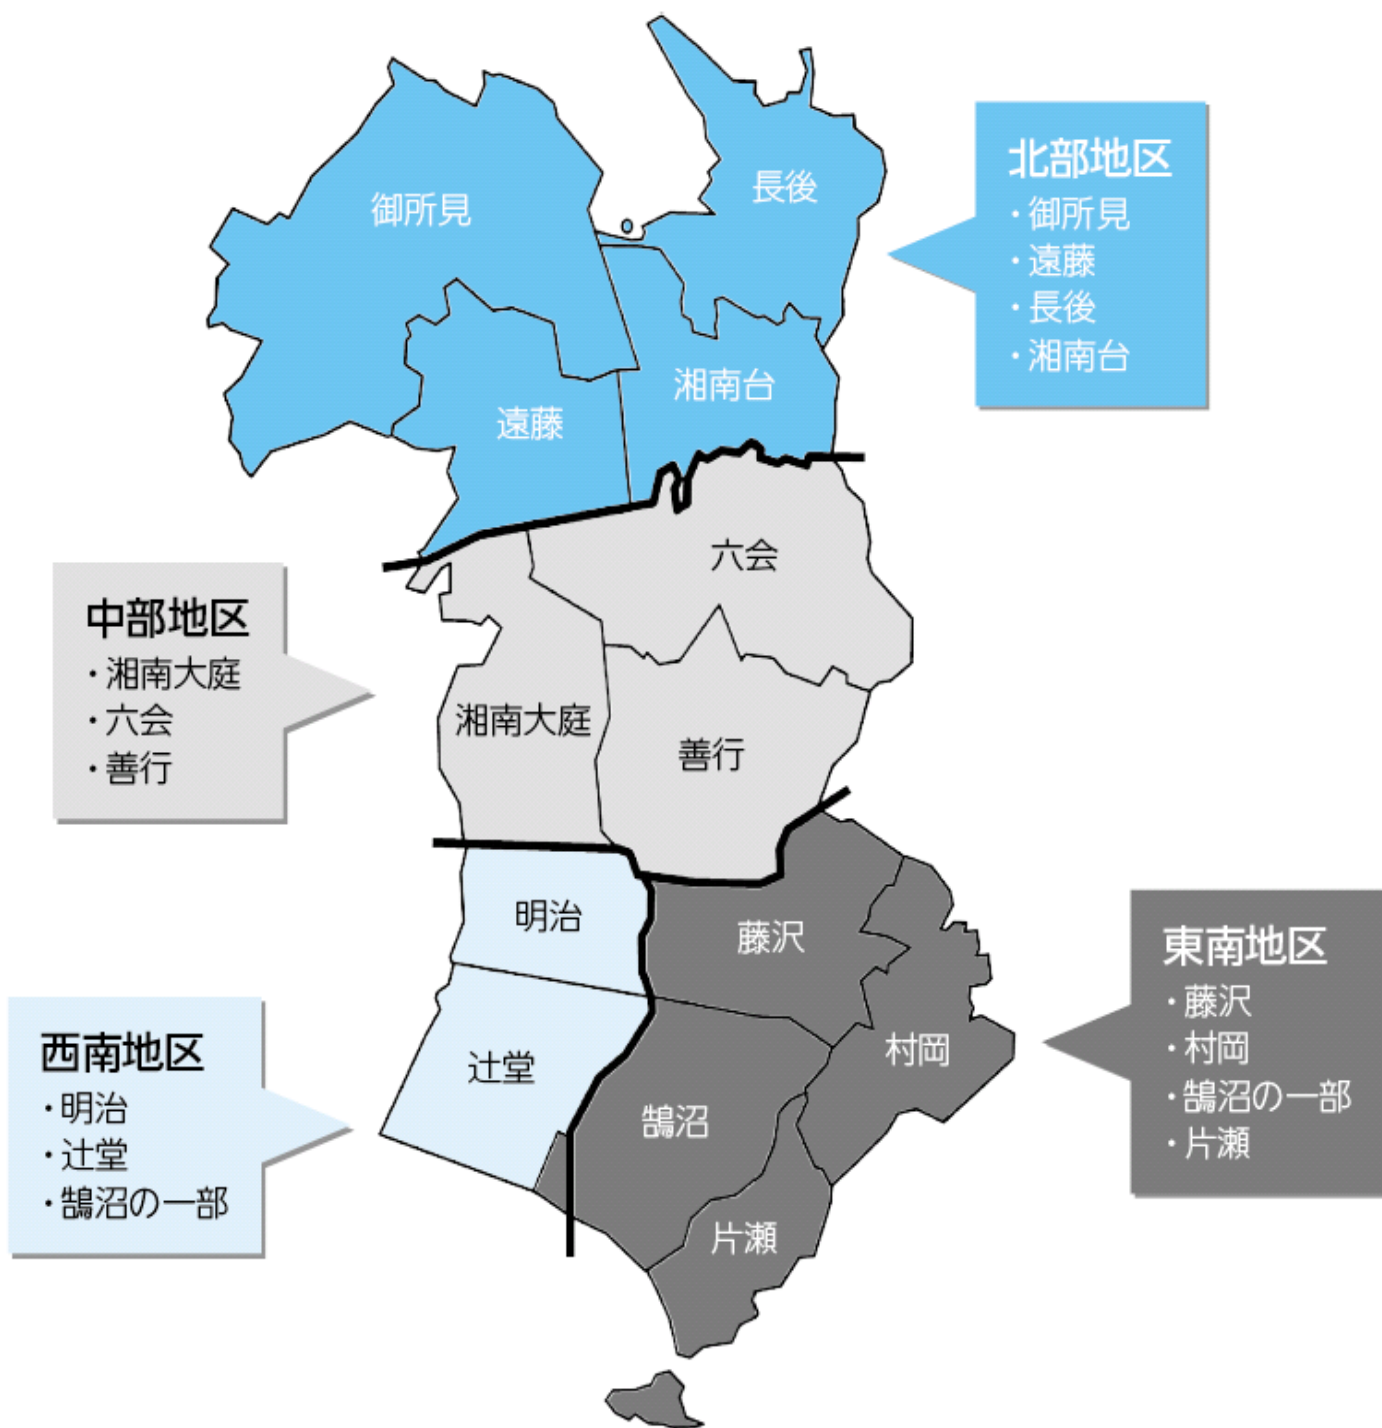 北部地区
・御所見
・遠藤
・長後
・湘南台
御所見
長後
湘南台
遠藤
中部地区
・湘南大庭
・六会
・善行
六会
湘南大庭
善行
西南地区
・明治
・辻堂
・鵠沼の一部
明治
辻堂
東南地区
・藤沢
・村岡
・鵠沼の一部
・片瀬
藤沢
村岡
鵠沼
片瀬